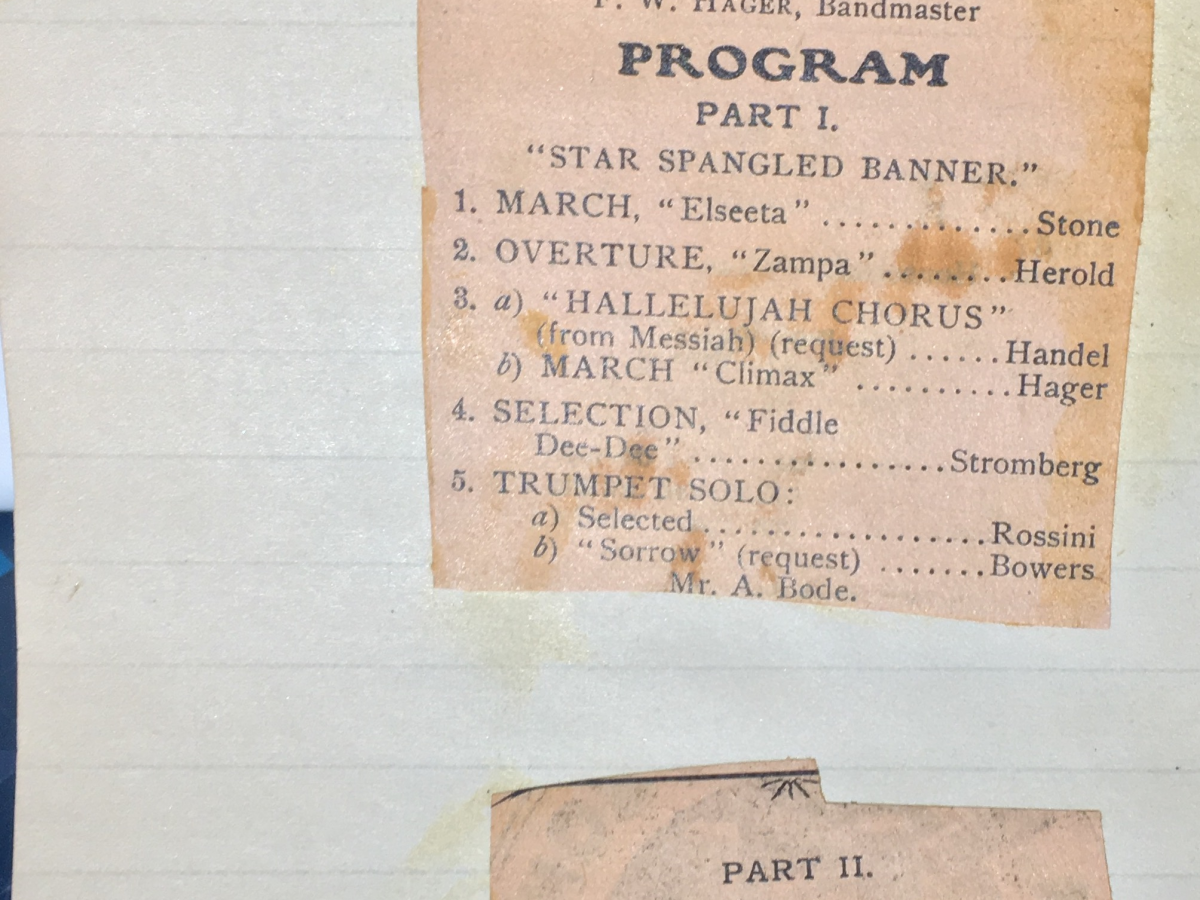 F. W. HAGER, Bandmaster
PROGRAM
PART I.
"STAR SPANGLED BANNER."
1. MARCH, "Elseeta" .............Stone
2. OVERTURE, "Zampa" ........Herold
3. a) "HALLELUJAH CHORUS"
(from Messiah) (request) ......Handel
b) MARCH "Climax" ..........Hager
4. SELECTION, "Fiddle
Dee-Dee" ................Stromberg
5. TRUMPET SOLO:
a) Selected ..................Rossini
b) "Sorrow" (request) .......Bowers
Mr. A. Bode.
PART II.